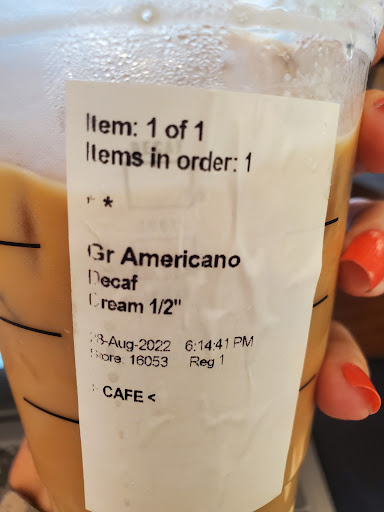 Item: 1 of 1
Items in order: 1
* *
Gr Americano
Decaf
Cream 1/2"
28-Aug-2022 6:14:41 PM
Store: 16053 Reg 1
> CAFE <